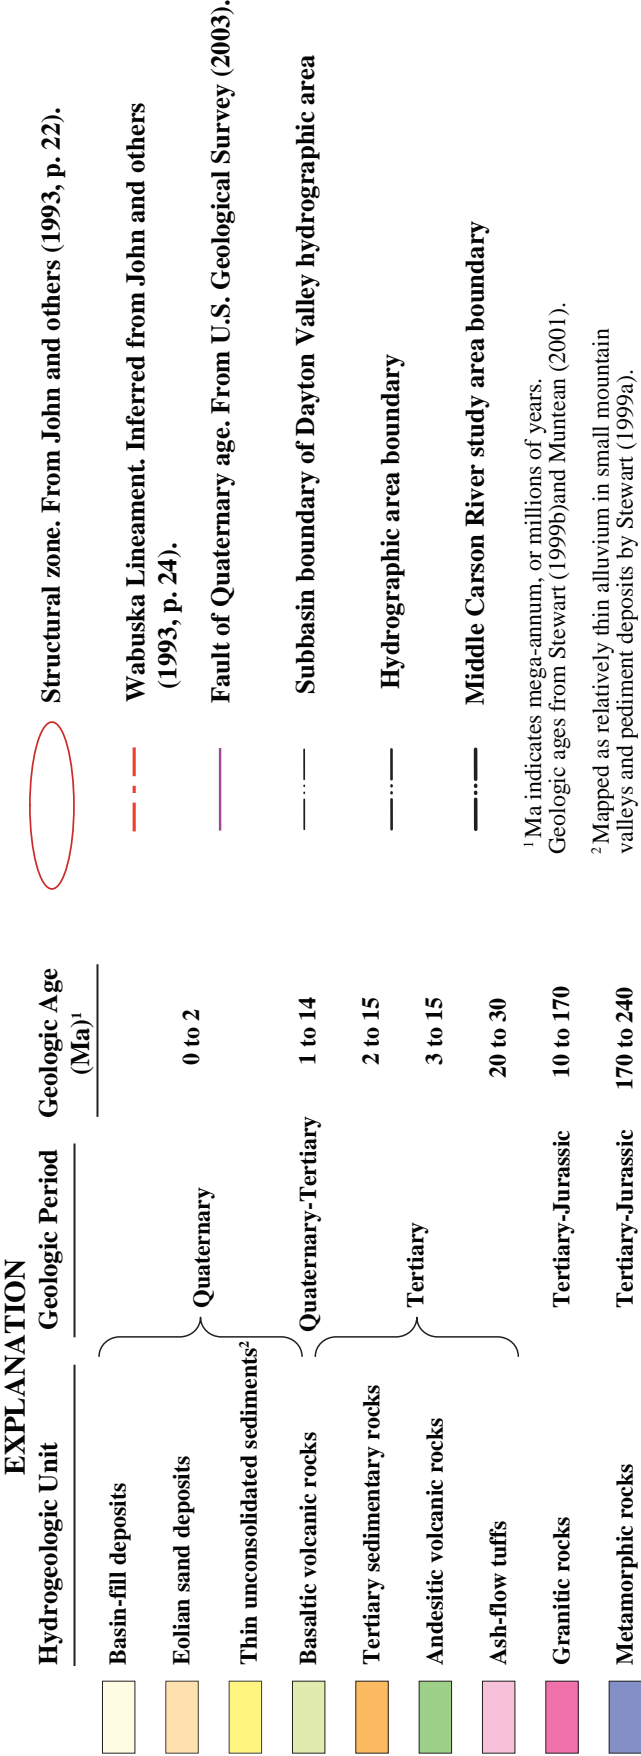 EXPLANATION
Hydrogeologic Unit Geologic Period Geologic Age
(Ma)¹
Basin-fill deposits
Eolian sand deposits Quaternary 0 to 2
Thin unconsolidated sediments²
Basaltic volcanic rocks Quaternary-Tertiary 1 to 14
Tertiary sedimentary rocks 2 to 15
Tertiary
Andesitic volcanic rocks 3 to 15
Ash-flow tuffs 20 to 30
Granitic rocks Tertiary-Jurassic 10 to 170
Metamorphic rocks Tertiary-Jurassic 170 to 240
Structural zone. From John and others (1993, p. 22).
Wabuska Lineament. Inferred from John and others
(1993, p. 24).
Fault of Quaternary age. From U.S. Geological Survey (2003).
Subbasin boundary of Dayton Valley hydrographic area
Hydrographic area boundary
Middle Carson River study area boundary
¹ Ma indicates mega-annum, or millions of years.
Geologic ages from Stewart (1999b)and Muntean (2001).
² Mapped as relatively thin alluvium in small mountain
valleys and pediment deposits by Stewart (1999a).